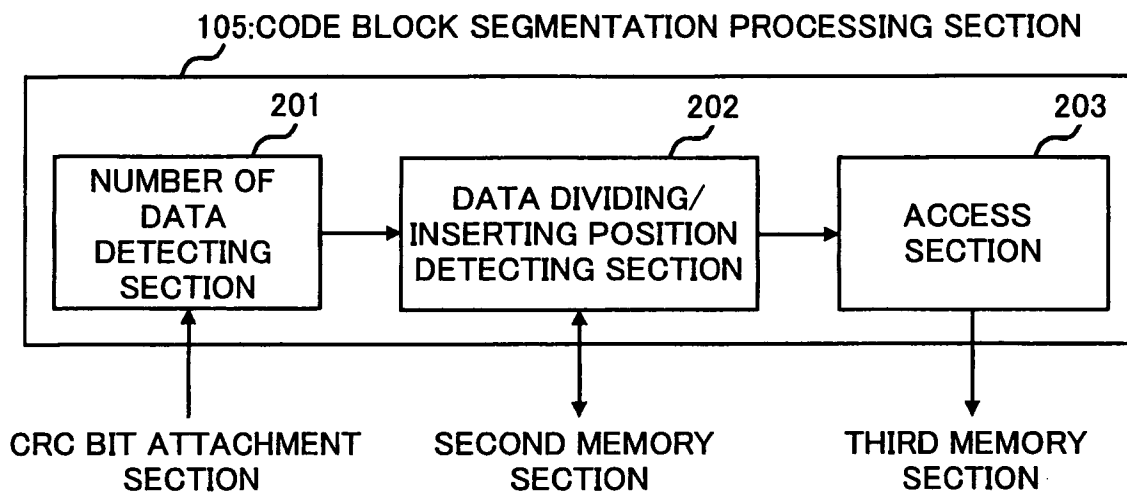 105:CODE BLOCK SEGMENTATION PROCESSING SECTION
201
202
203
NUMBER OF
DATA
DETECTING
SECTION
DATA DIVIDING/
INSERTING POSITION
DETECTING SECTION
ACCESS
SECTION
CRC BIT ATTACHMENT
SECTION
SECOND MEMORY
SECTION
THIRD MEMORY
SECTION